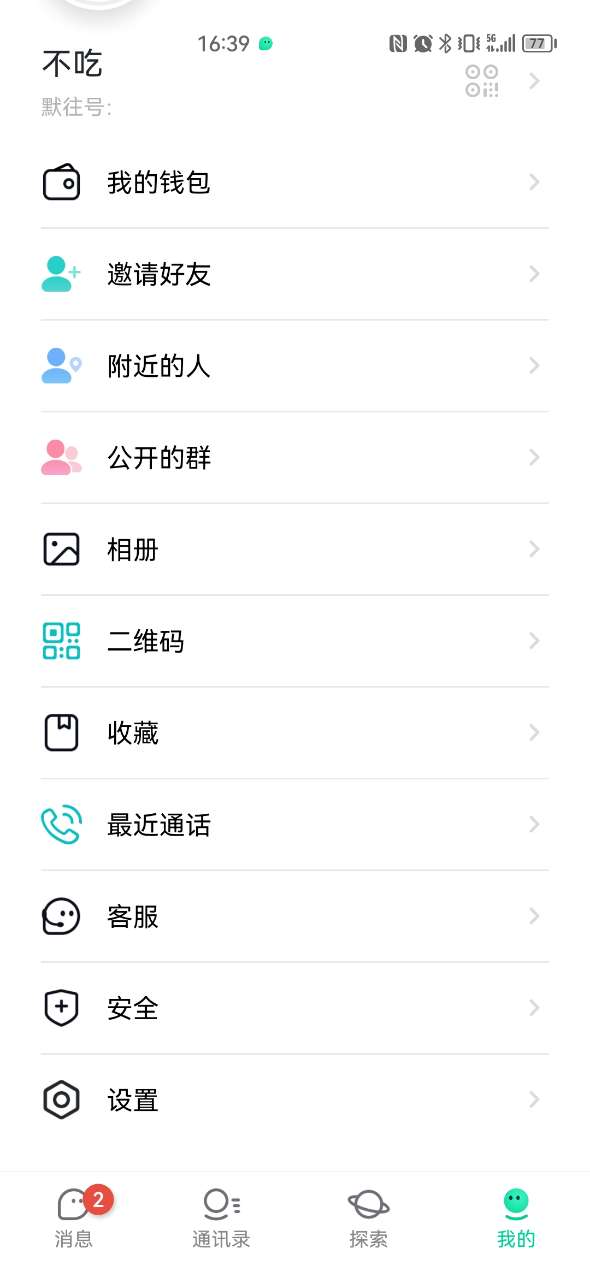 16:39
5G
77
不吃
默往号:
我的钱包
邀请好友
附近的人
公开的群
相册
二维码
收藏
最近通话
客服
安全
设置
2
消息
通讯录
探索
我的